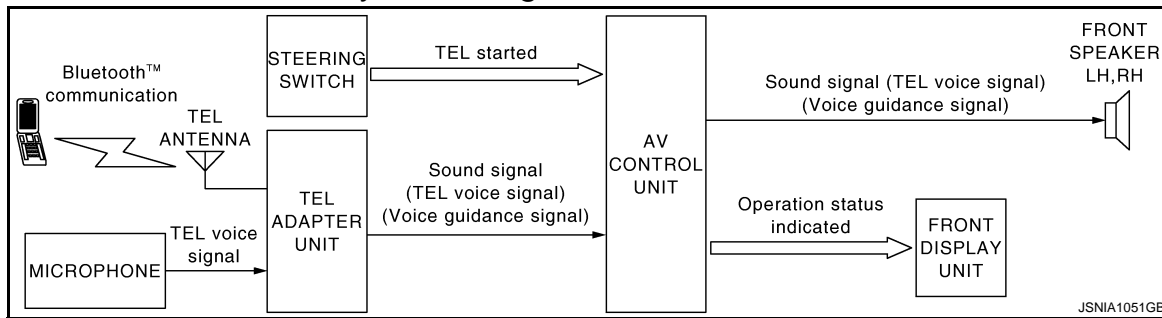 Bluetooth™
communication
TEL
ANTENNA
STEERING
SWITCH
TEL started
MICROPHONE
TEL voice
signal
TEL
ADAPTER
UNIT
Sound signal
(TEL voice signal)
(Voice guidance signal)
AV
CONTROL
UNIT
Sound signal (TEL voice signal)
(Voice guidance signal)
FRONT
SPEAKER
LH,RH
Operation status
indicated
FRONT
DISPLAY
UNIT
JSNIA1051GB